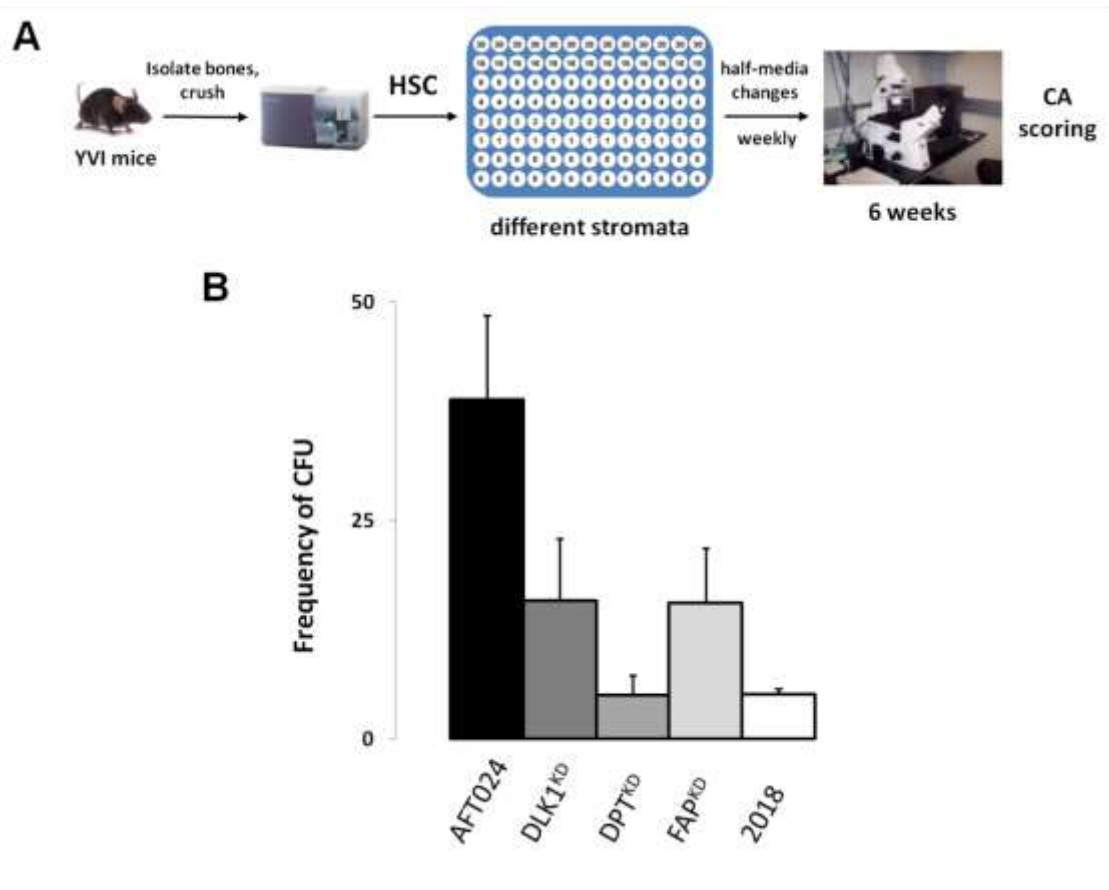 A
Isolate bones,
crush
HSC
half-media
changes
weekly
CA
scoring
YVI mice
different stromata
6 weeks
B
50
25
0
Frequency of CFU
AFT024
DLK1ᴷᴰ
DPTᴷᴰ
FAPᴷᴰ
2018